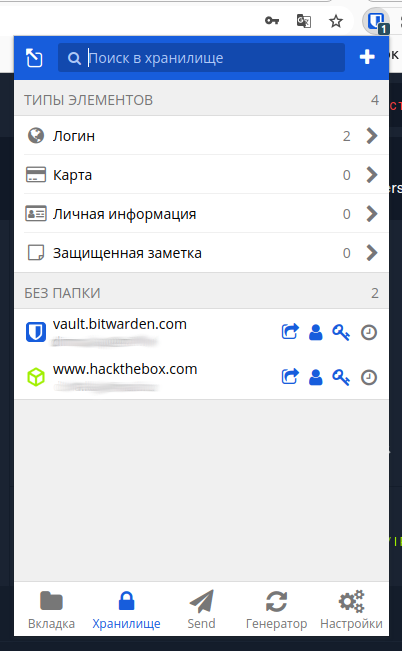 1
Поиск в хранилище
ТИПЫ ЭЛЕМЕНТОВ 4
Логин 2
Карта 0
Личная информация 0
Защищенная заметка 0
БЕЗ ПАПКИ 2
vault.bitwarden.com
www.hackthebox.com
Вкладка Хранилище Send Генератор Настройки